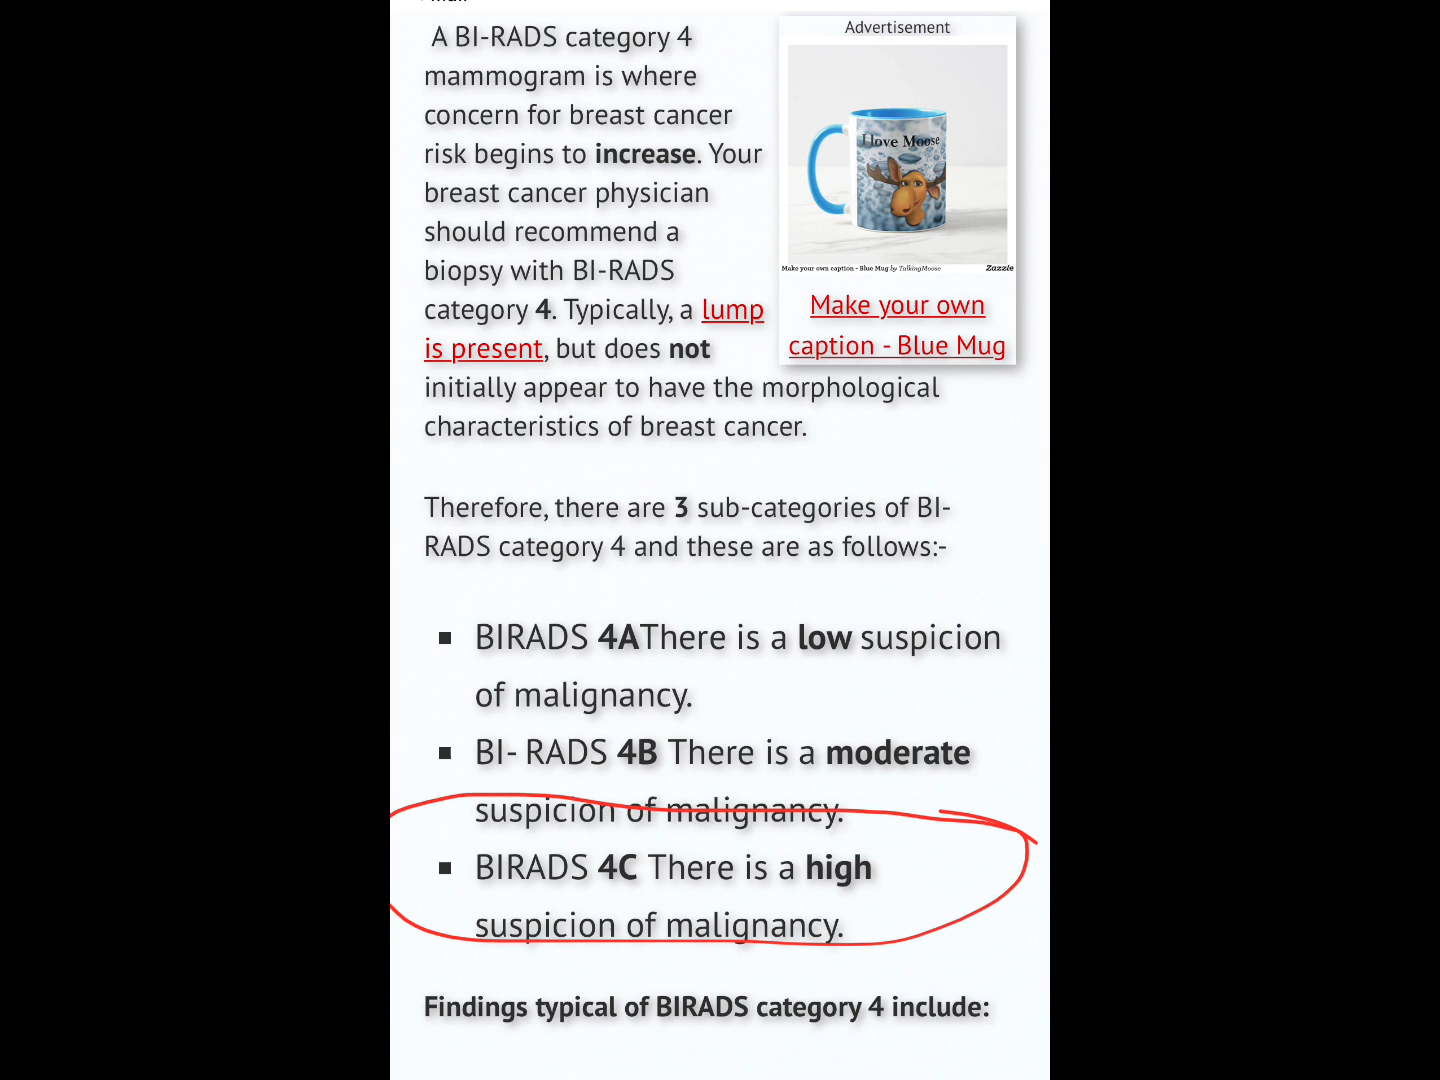 A BI-RADS category 4
mammogram is where
concern for breast cancer
risk begins to increase. Your
breast cancer physician
should recommend a
biopsy with BI-RADS
category 4. Typically, a lump
is present, but does not
initially appear to have the morphological
characteristics of breast cancer.
Advertisement
I love Moose
Make your own caption - Blue Mug by TalkingMoose
Zazzle
Make your own
caption - Blue Mug
Therefore, there are 3 sub-categories of BI-
RADS category 4 and these are as follows:-
▪ BIRADS 4AThere is a low suspicion
of malignancy.
▪ BI- RADS 4B There is a moderate
suspicion of malignancy.
▪ BIRADS 4C There is a high
suspicion of malignancy.
Findings typical of BIRADS category 4 include: